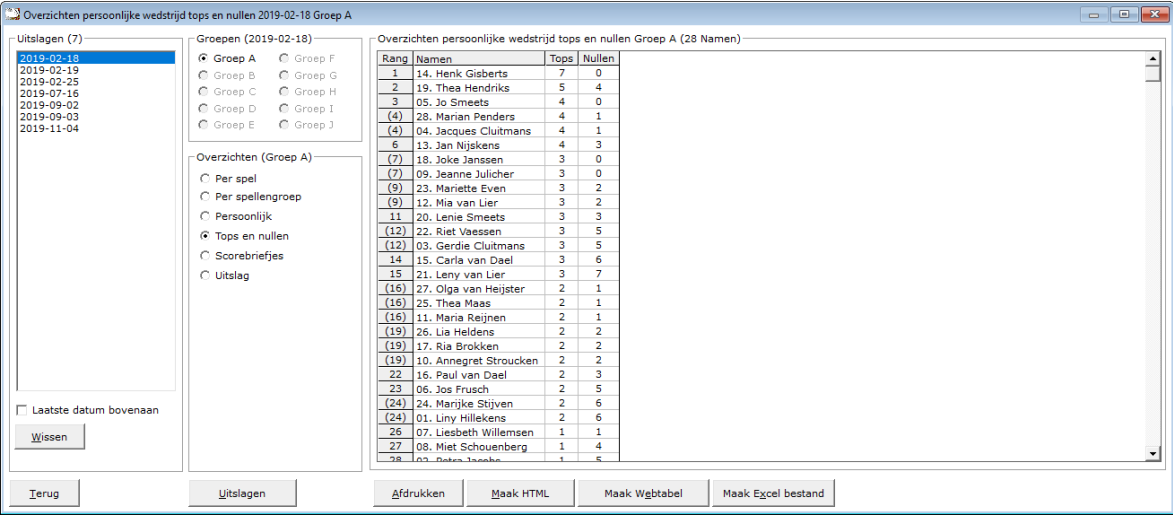 Overzichten persoonlijke wedstrijd tops en nullen 2019-02-18 Groep A
Uitslagen (7)
2019-02-18
2019-02-19
2019-02-25
2019-07-16
2019-09-02
2019-09-03
2019-11-04
Laatste datum bovenaan
Wissen
Groepen (2019-02-18)
Groep A Groep F
Groep B Groep G
Groep C Groep H
Groep D Groep I
Groep E Groep J
Overzichten (Groep A)
Per spel
Per spellengroep
Persoonlijk
Tops en nullen
Scorebriefjes
Uitslag
Overzichten persoonlijke wedstrijd tops en nullen Groep A (28 Namen)
Rang Namen Tops Nullen
1 14. Henk Gisberts 7 0
2 19. Thea Hendriks 5 4
3 05. Jo Smeets 4 0
(4) 28. Marian Penders 4 1
(4) 04. Jacques Cluitmans 4 1
6 13. Jan Nijskens 4 3
(7) 18. Joke Janssen 3 0
(7) 09. Jeanne Julicher 3 0
(9) 23. Mariette Even 3 2
(9) 12. Mia van Lier 3 2
11 20. Lenie Smeets 3 3
(12) 22. Riet Vaessen 3 5
(12) 03. Gerdie Cluitmans 3 5
14 15. Carla van Dael 3 6
15 21. Leny van Lier 3 7
(16) 27. Olga van Heijster 2 1
(16) 25. Thea Maas 2 1
(16) 11. Maria Reijnen 2 1
(19) 26. Lia Heldens 2 2
(19) 17. Ria Brokken 2 2
(19) 10. Annegret Stroucken 2 2
22 16. Paul van Dael 2 3
23 06. Jos Frusch 2 5
(24) 24. Marijke Stijven 2 6
(24) 01. Liny Hillekens 2 6
26 07. Liesbeth Willemsen 1 1
27 08. Miet Schouenberg 1 4
28 02. Petra Jacobs 1 5
Terug
Uitslagen
Afdrukken
Maak HTML
Maak Webtabel
Maak Excel bestand